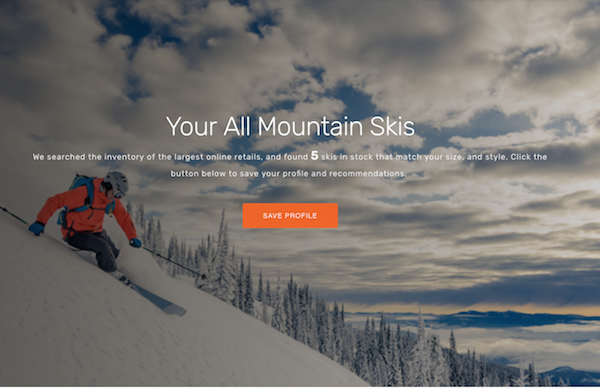 Your All Mountain Skis
We searched the inventory of the largest online retails, and found 5 skis in stock that match your size, and style. Click the
button below to save your profile and recommendations.
SAVE PROFILE